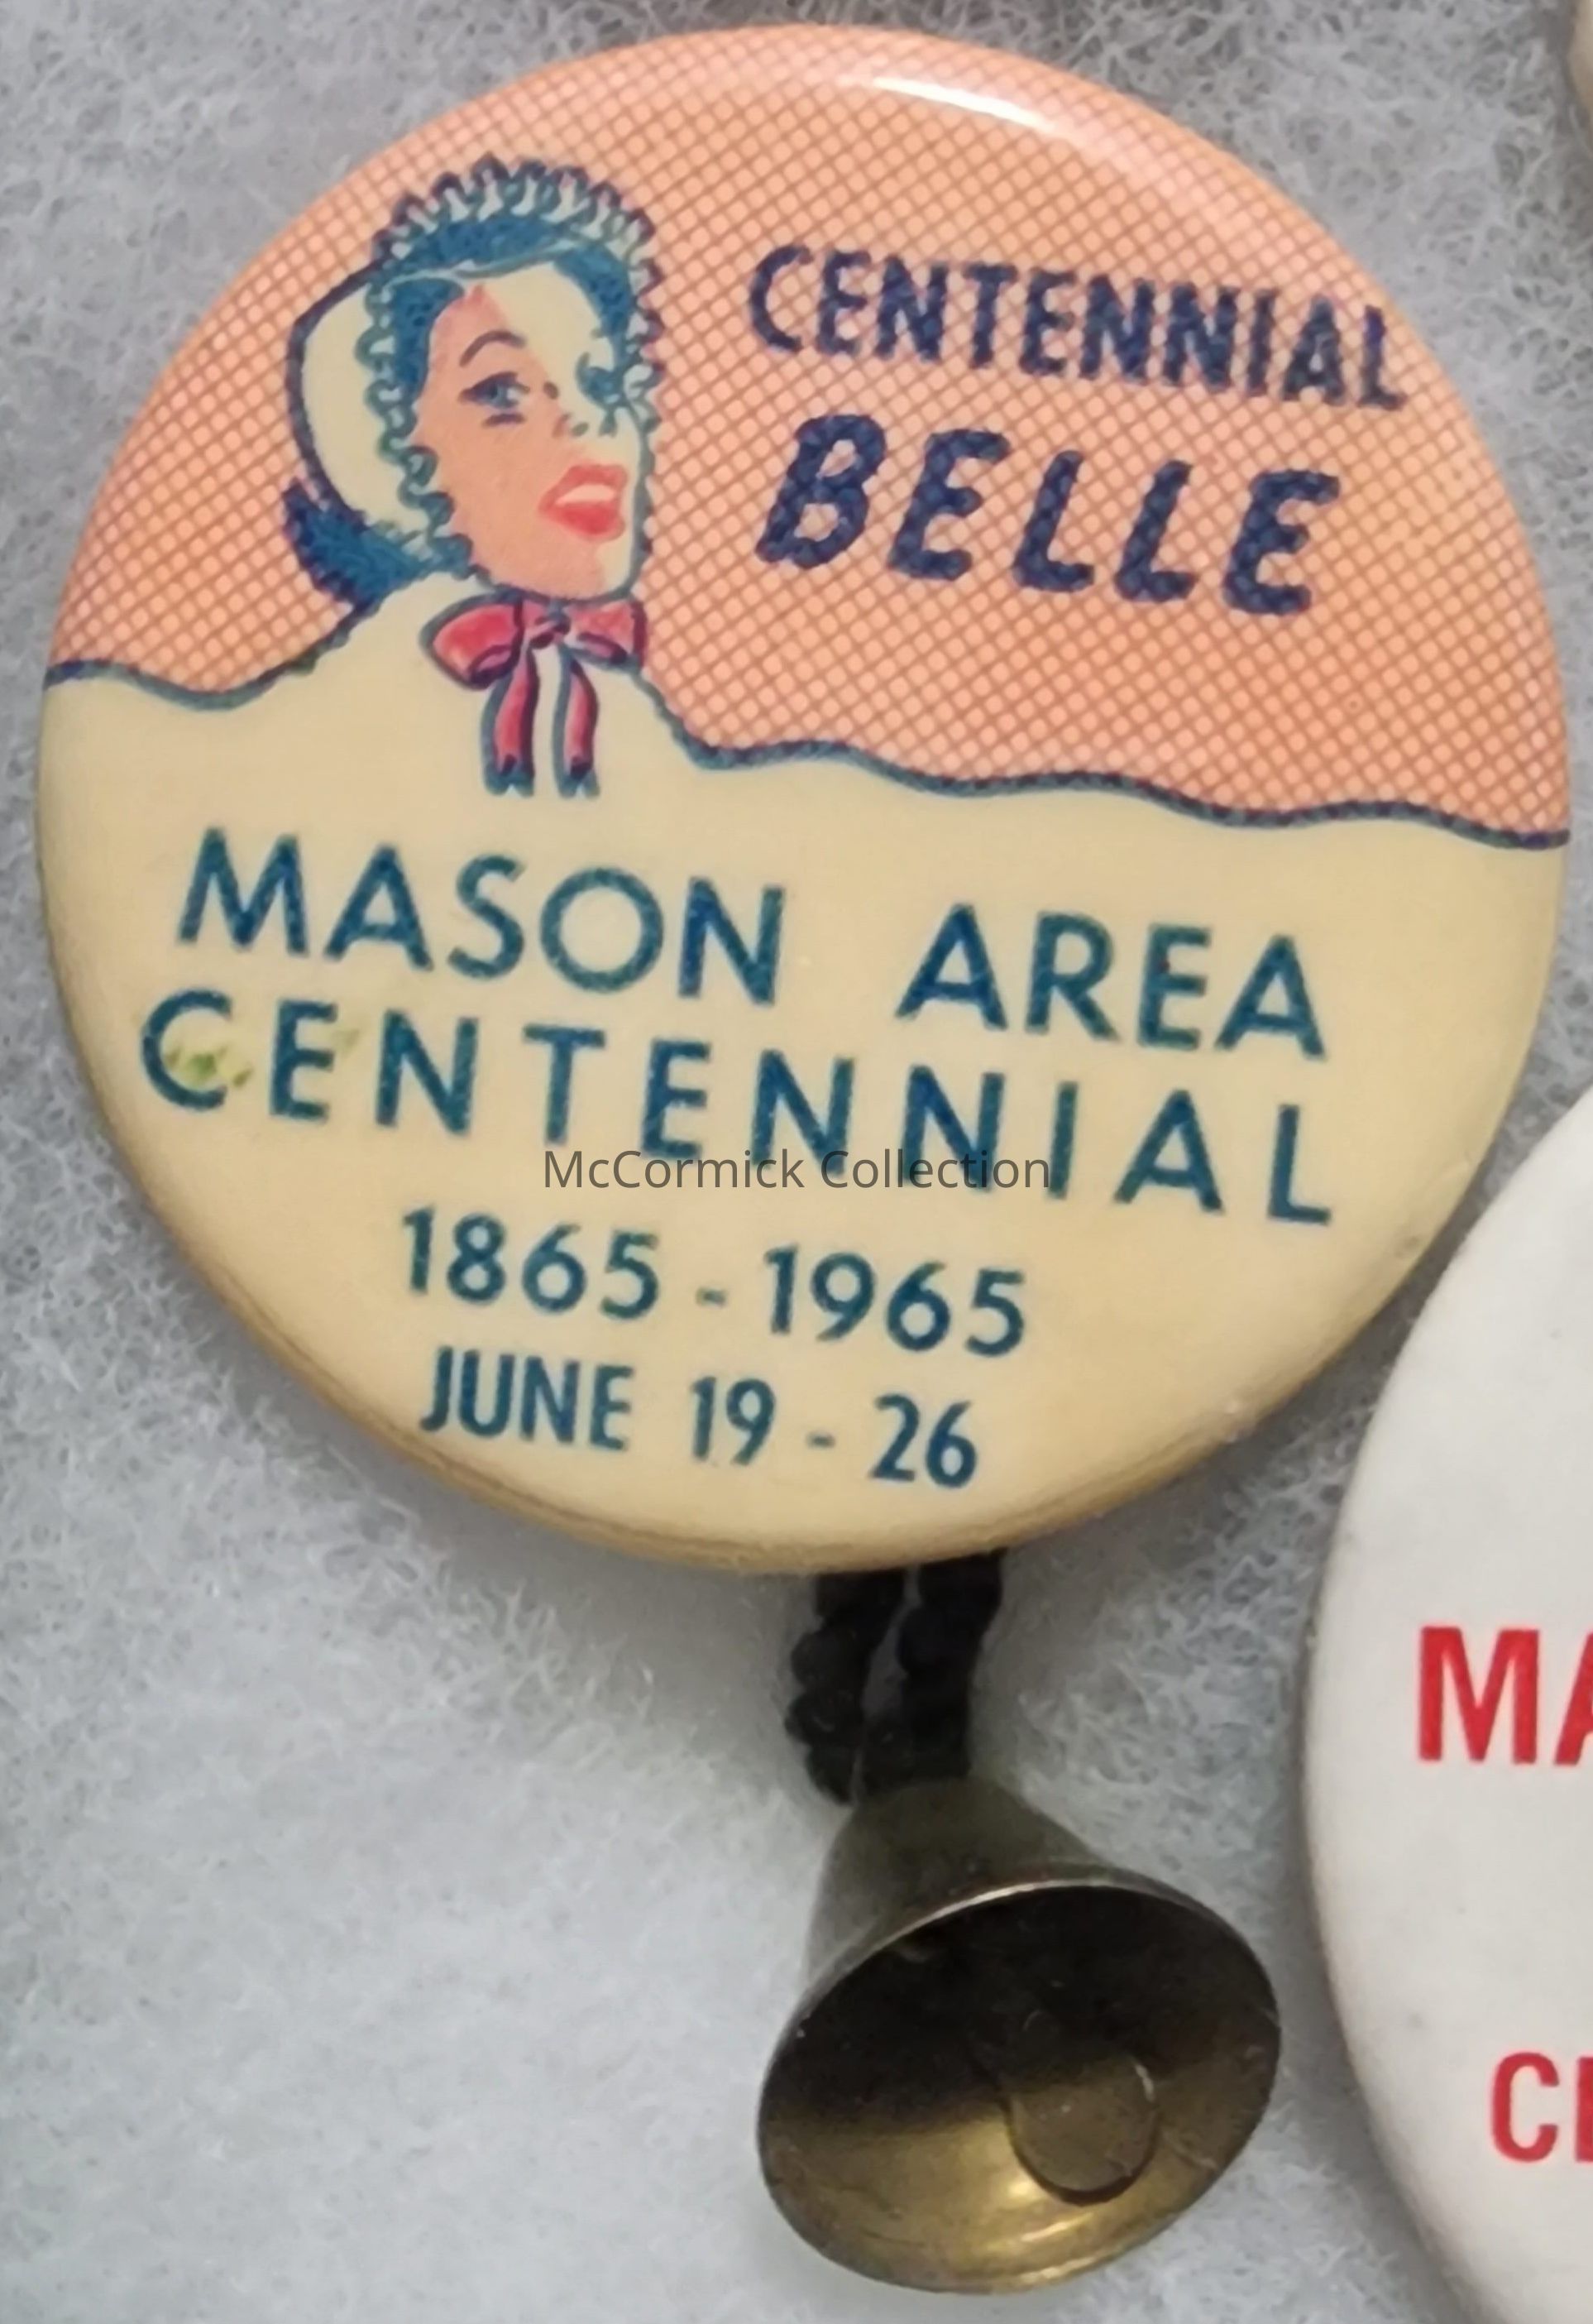 CENTENNIAL
BELLE
MASON AREA
CENTENNIAL
McCormick Collection
1865 - 1965
JUNE 19 - 26